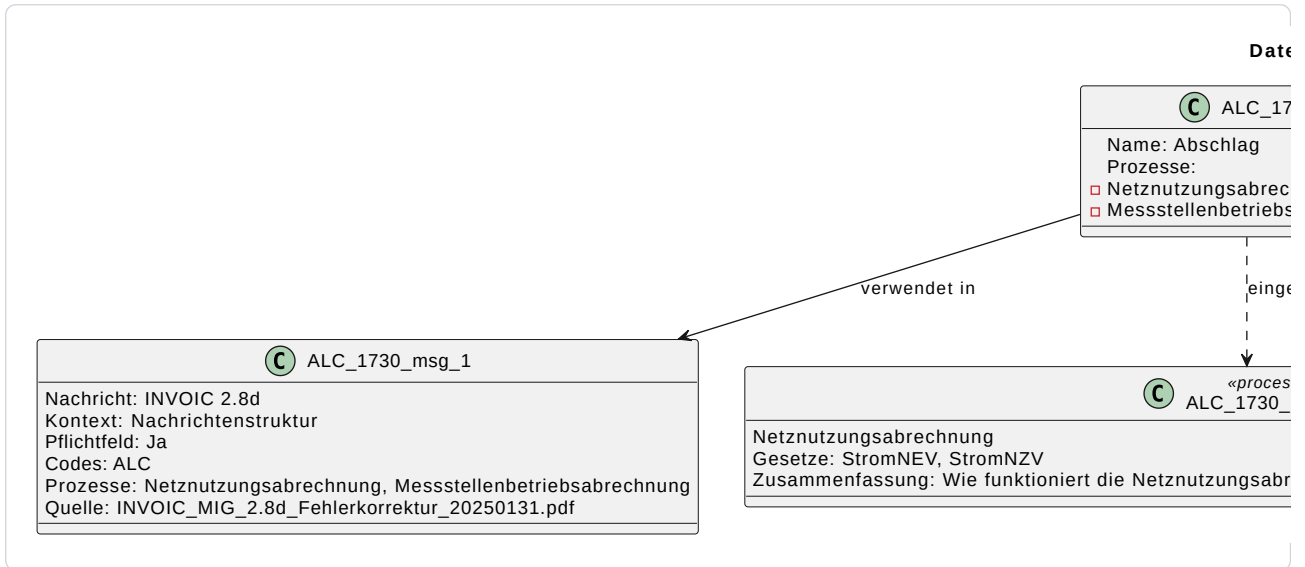 Date
C ALC_17
Name: Abschlag
Prozesse:
Netznutzungsabrec
Messstellenbetriebs
verwendet in
einge
C ALC_1730_msg_1
Nachricht: INVOIC 2.8d
Kontext: Nachrichtenstruktur
Pflichtfeld: Ja
Codes: ALC
Prozesse: Netznutzungsabrechnung, Messstellenbetriebsabrechnung
Quelle: INVOIC_MIG_2.8d_Fehlerkorrektur_20250131.pdf
«proces
C ALC_1730_
Netznutzungsabrechnung
Gesetze: StromNEV, StromNZV
Zusammenfassung: Wie funktioniert die Netznutzungsabr